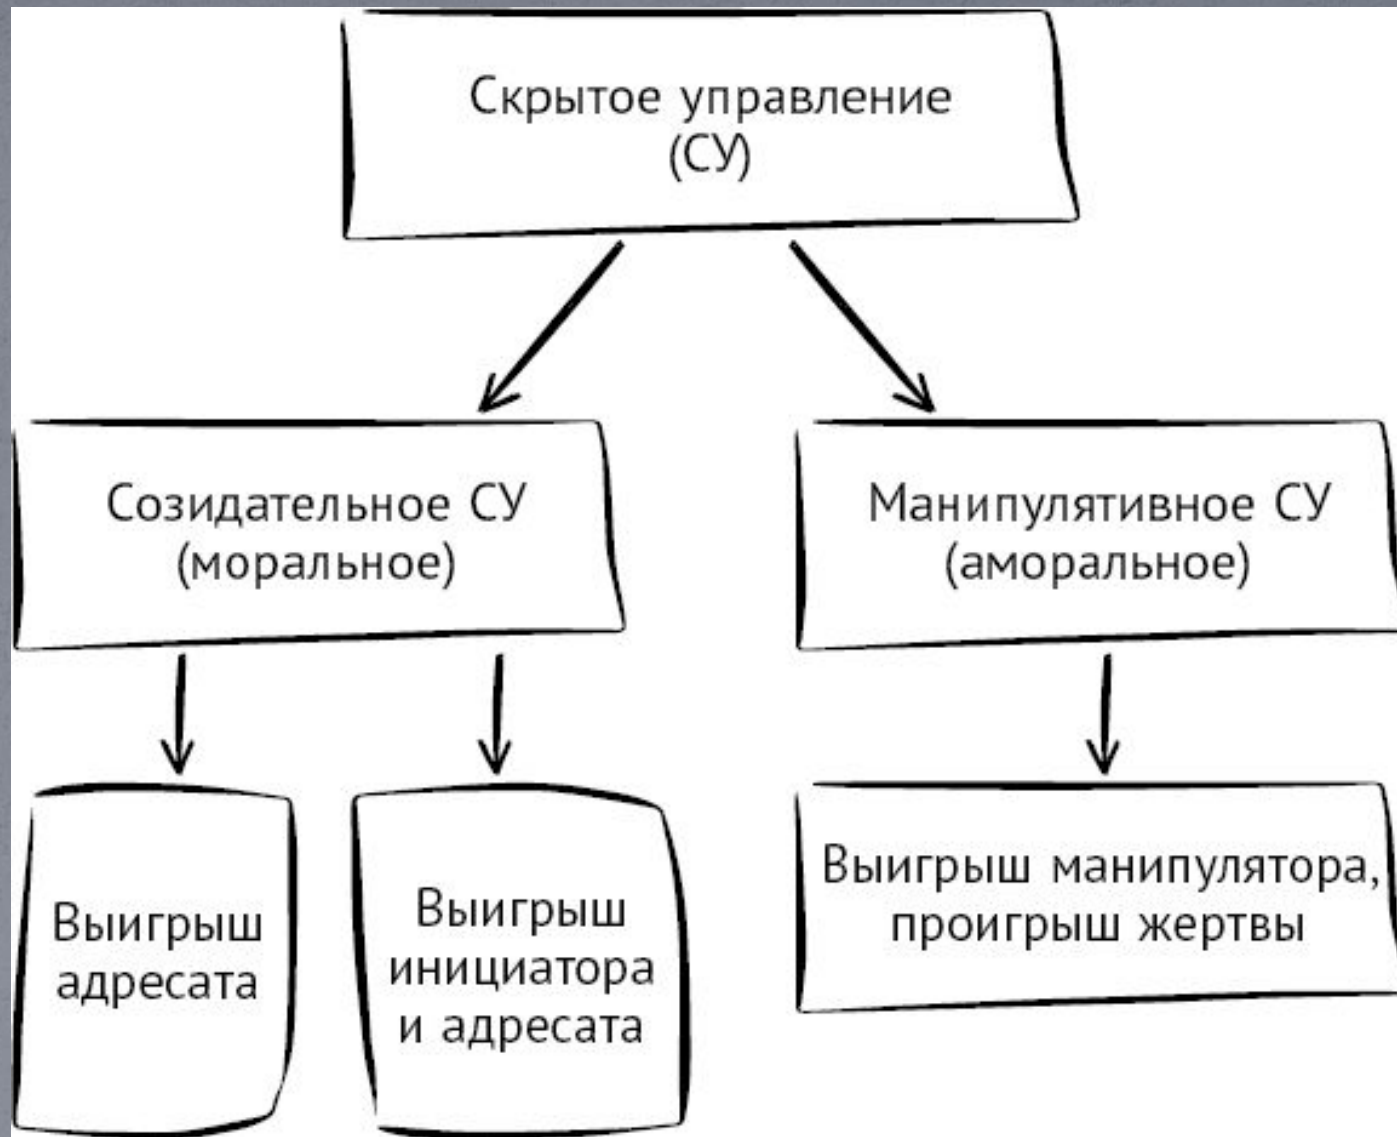 Скрытое управление
(СУ)
Созидательное СУ
(моральное)
Манипулятивное СУ
(аморальное)
Выигрыш
адресата
Выигрыш
инициатора
и адресата
Выигрыш манипулятора,
проигрыш жертвы